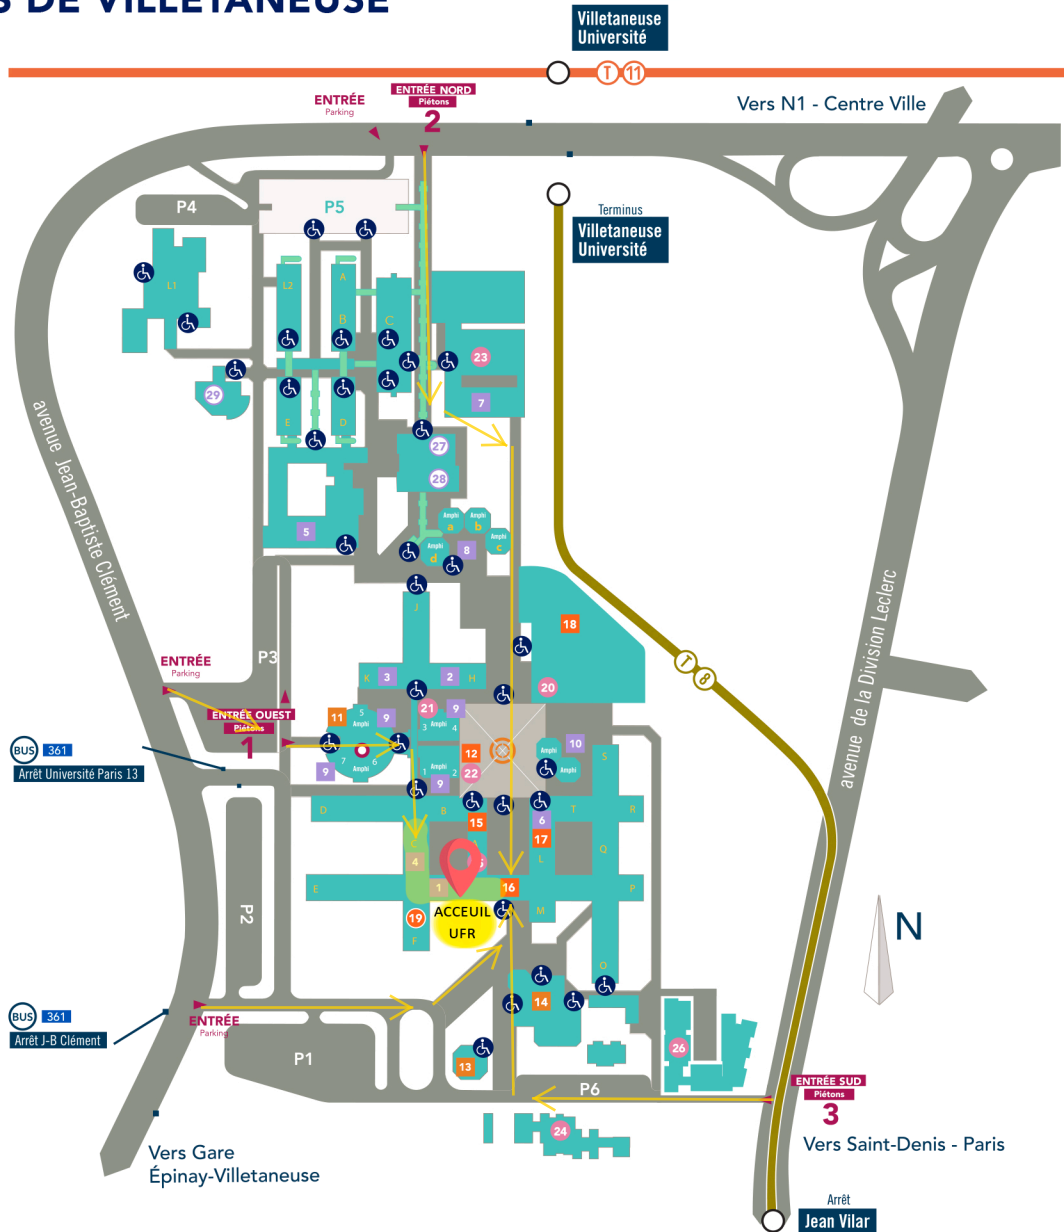 S DE VILLETANEUSE
Villetaneuse
Université
T 11
ENTRÉE NORD
Piétons
2
ENTRÉE
Parking
Vers N1 - Centre Ville
P4
P5
Terminus
Villetaneuse
Université
L1
L2
A
B
C
23
29
7
E
D
27
28
avenue Jean-Baptiste Clément
5
Amphi
a
Amphi
b
Amphi
c
Amphi
d
8
J
18
avenue de la Division Leclerc
P3
ENTRÉE
Parking
K
3
2
H
20
T 8
ENTRÉE OUEST
Piétons
1
11
5
Amphi
9
21
9
3
Amphi
4
7
Amphi
6
9
12
22
1
Amphi
2
9
Amphi
10
Amphi
S
BUS 361
Arrêt Université Paris 13
D
B
15
6
T
R
17
C
4
L
Q
P2
E
1
16
P
ACCEUIL
UFR
19
F
M
N
O
14
BUS 361
Arrêt J-B Clément
ENTRÉE
Parking
P1
13
26
P6
ENTRÉE SUD
Piétons
3
24
Vers Gare
Épinay-Villetaneuse
Vers Saint-Denis - Paris
Arrêt
Jean Vilar